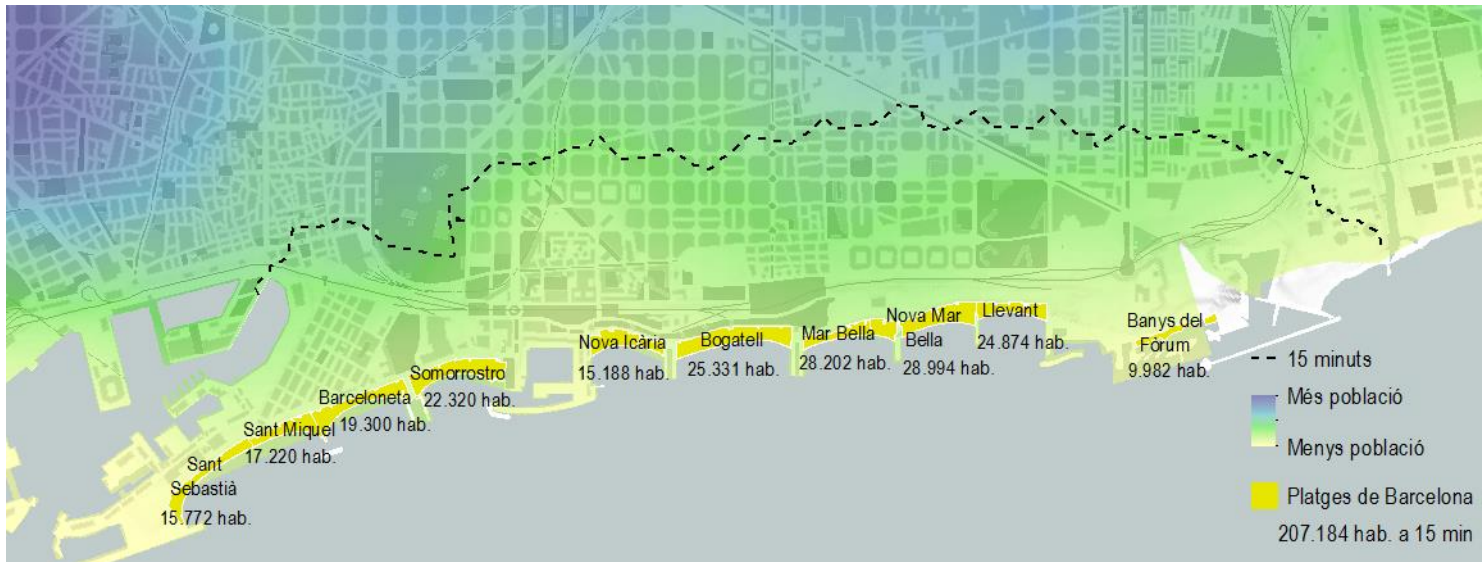 Sant
Sebastià
15.772 hab.
Sant Miquel
17.220 hab.
Barceloneta
19.300 hab.
Somorrostro
22.320 hab.
Nova Icària
15.188 hab.
Bogatell
25.331 hab.
Mar Bella
28.202 hab.
Nova Mar
Bella
28.994 hab.
Llevant
24.874 hab.
Banys del
Fòrum
9.982 hab.
15 minuts
Més població
Menys població
Platges de Barcelona
207.184 hab. a 15 min